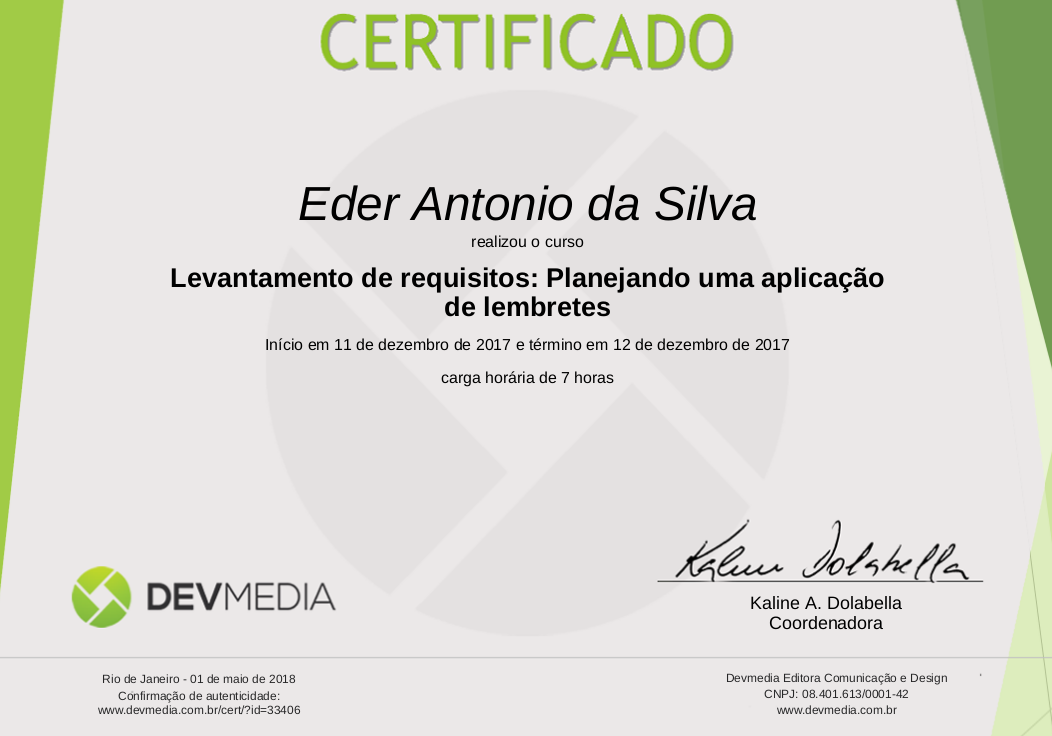 CERTIFICADO
Eder Antonio da Silva
realizou o curso
Levantamento de requisitos: Planejando uma aplicação
de lembretes
Início em 11 de dezembro de 2017 e término em 12 de dezembro de 2017
carga horária de 7 horas
DEVMEDIA
Kaline Dolabella
Kaline A. Dolabella
Coordenadora
Rio de Janeiro - 01 de maio de 2018
Confirmação de autenticidade:
www.devmedia.com.br/cert/?id=33406
Devmedia Editora Comunicação e Design
CNPJ: 08.401.613/0001-42
www.devmedia.com.br